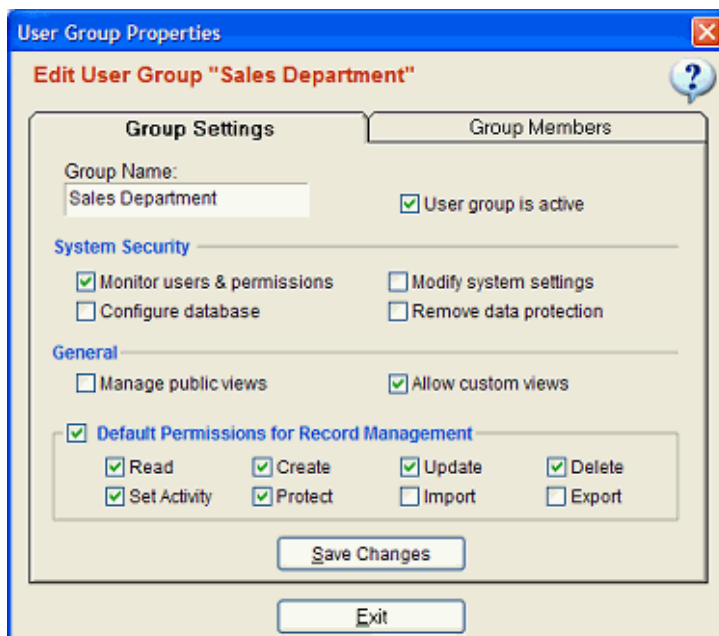 User Group Properties
Edit User Group "Sales Department"
?
Group Settings Group Members
Group Name:
Sales Department
User group is active
System Security
Monitor users & permissions Modify system settings
Configure database Remove data protection
General
Manage public views Allow custom views
Default Permissions for Record Management
Read Create Update Delete
Set Activity Protect Import Export
Save Changes
Exit